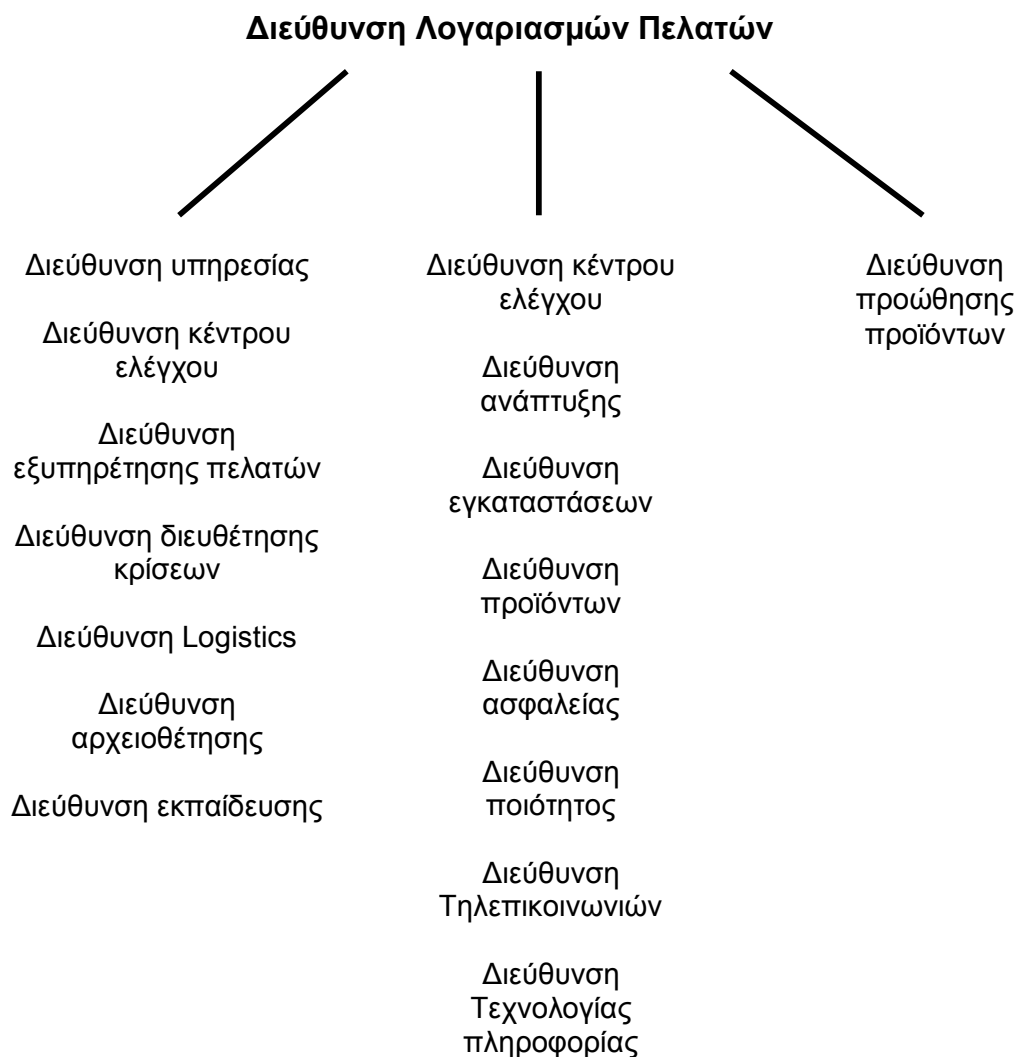 Διεύθυνση Λογαριασμών Πελατών
Διεύθυνση υπηρεσίας
Διεύθυνση κέντρου
ελέγχου
Διεύθυνση
εξυπηρέτησης πελατών
Διεύθυνση διευθέτησης
κρίσεων
Διεύθυνση Logistics
Διεύθυνση
αρχειοθέτησης
Διεύθυνση εκπαίδευσης
Διεύθυνση κέντρου
ελέγχου
Διεύθυνση
ανάπτυξης
Διεύθυνση
εγκαταστάσεων
Διεύθυνση
προϊόντων
Διεύθυνση
ασφαλείας
Διεύθυνση
ποιότητος
Διεύθυνση
Τηλεπικοινωνιών
Διεύθυνση
Τεχνολογίας
πληροφορίας
Διεύθυνση
προώθησης
προϊόντων